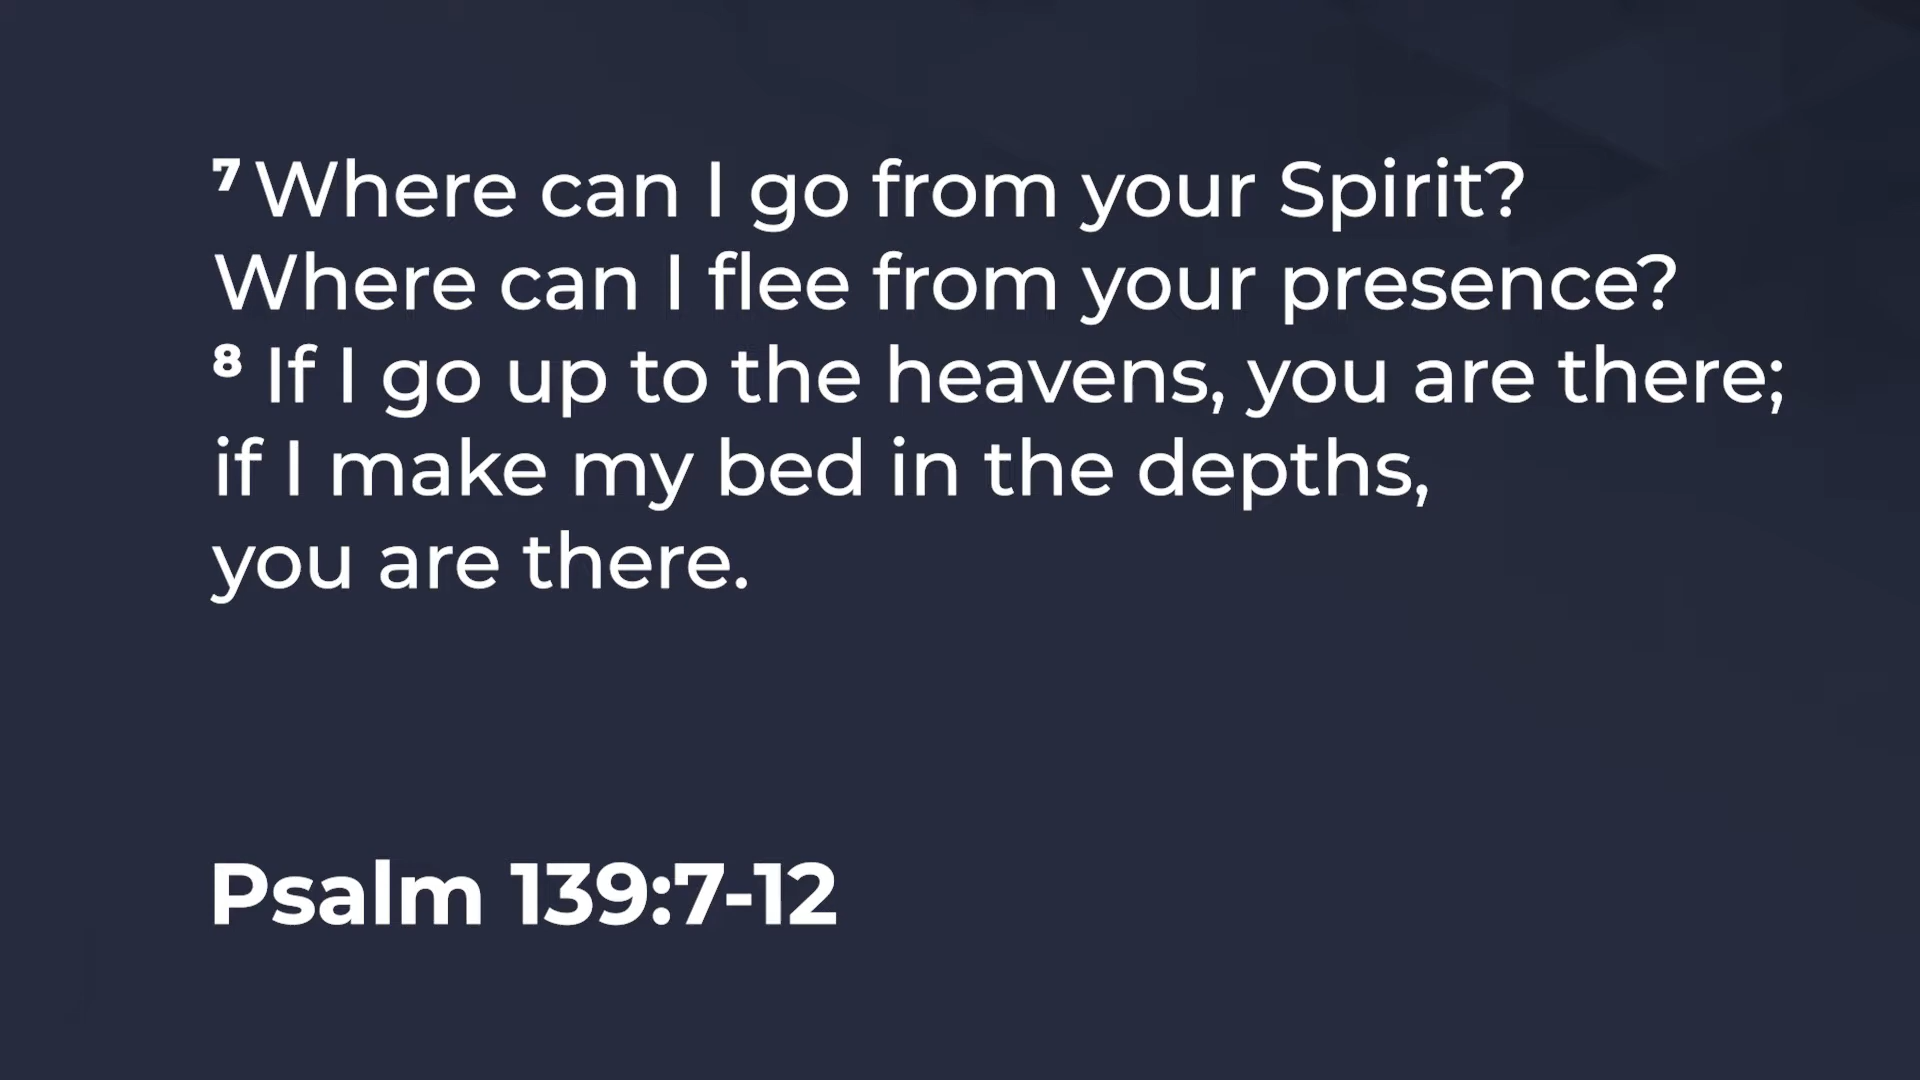 7 Where can I go from your Spirit?
Where can I flee from your presence?
8 If I go up to the heavens, you are there;
if I make my bed in the depths,
you are there.
Psalm 139:7-12